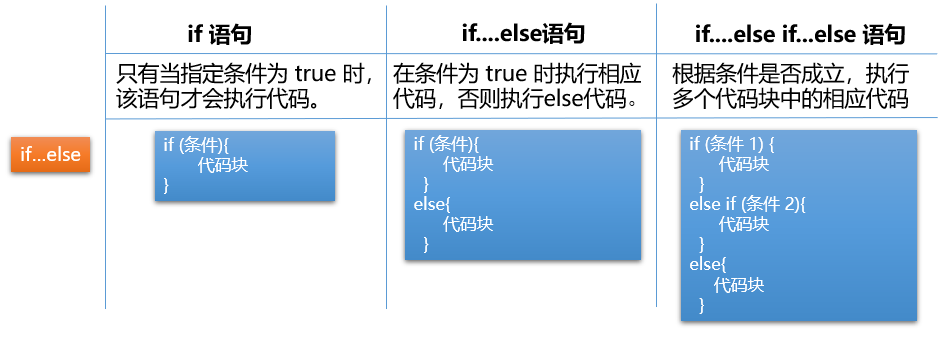 if 语句
if....else语句
if....else if...else 语句
只有当指定条件为 true 时，
该语句才会执行代码。
在条件为 true 时执行相应
代码，否则执行else代码。
根据条件是否成立，执行
多个代码块中的相应代码
if...else
if (条件){
代码块
}
if (条件){
代码块
}
else{
代码块
}
if (条件 1) {
代码块
}
else if (条件 2){
代码块
}
else{
代码块
}